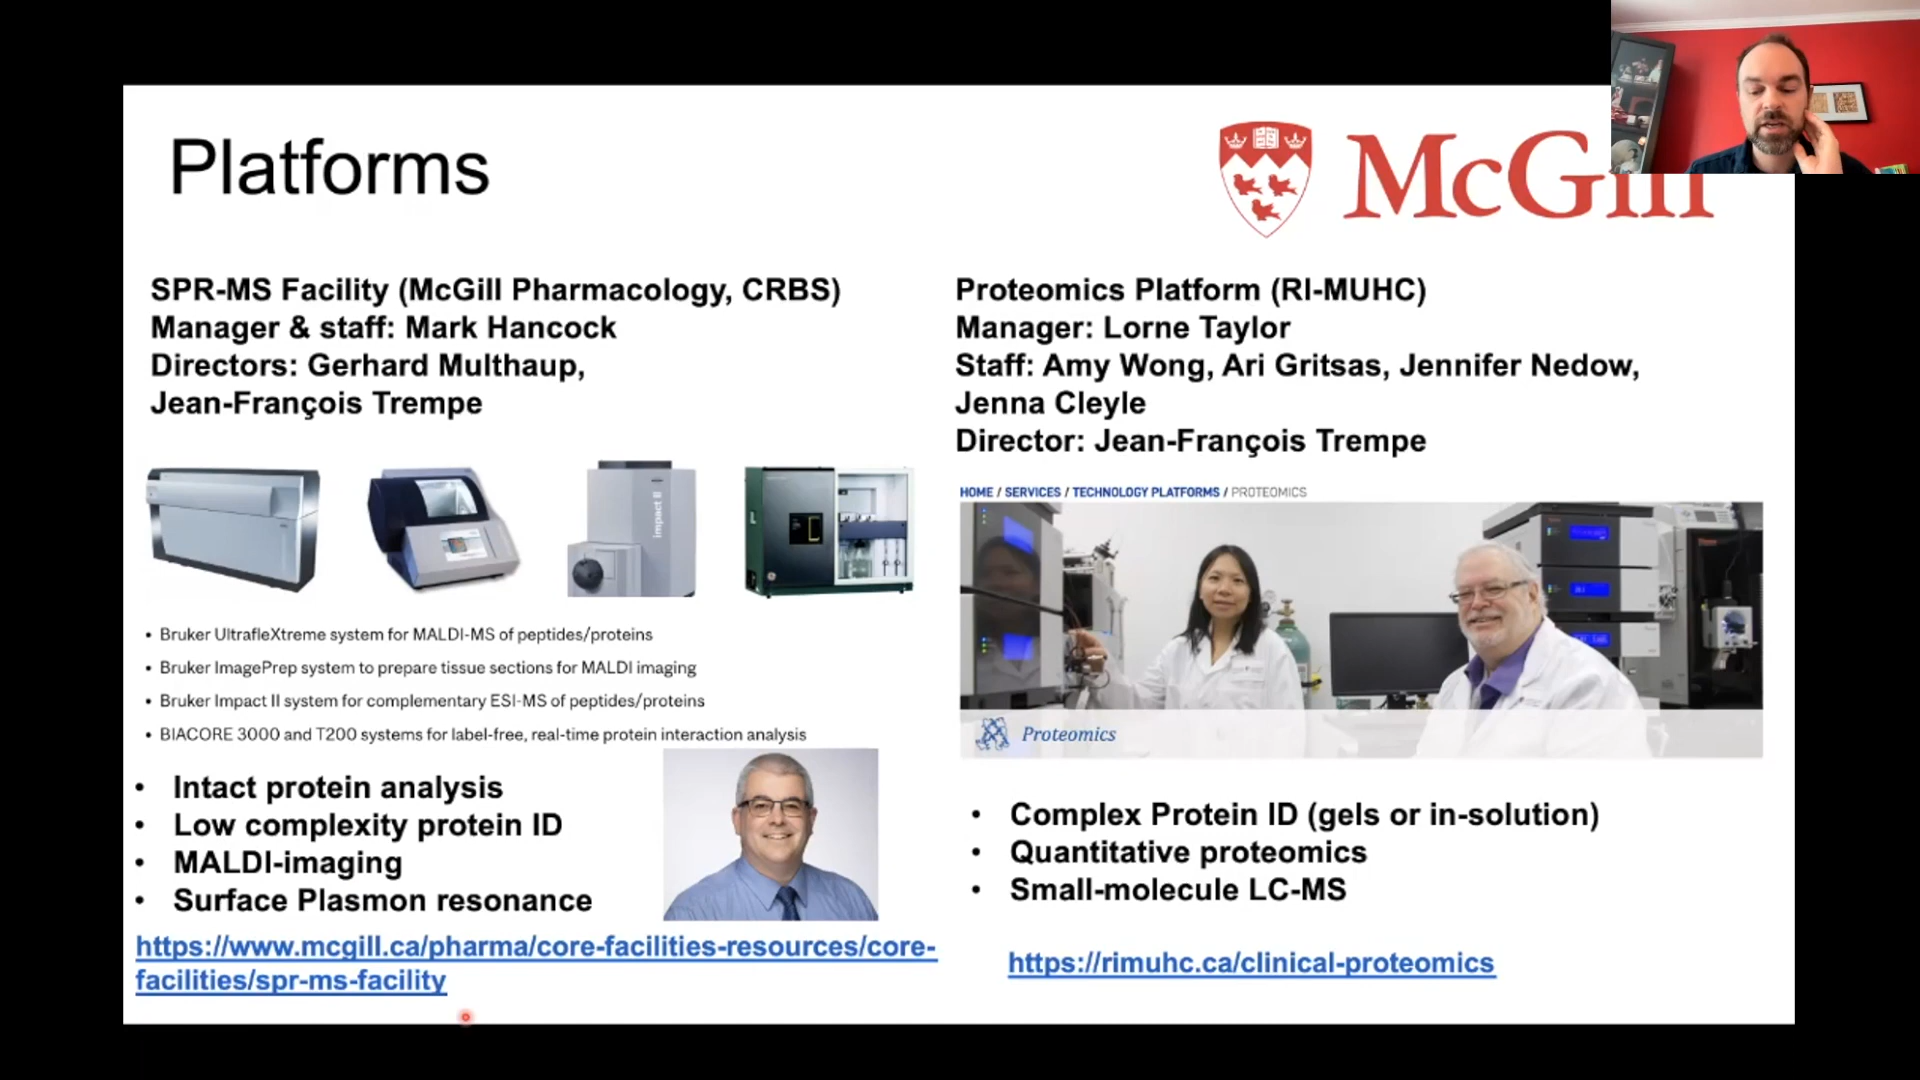 Platforms
McGill
SPR-MS Facility (McGill Pharmacology, CRBS)
Manager & staff: Mark Hancock
Directors: Gerhard Multhaup,
Jean-François Trempe
impact II
• Bruker UltrafleXtreme system for MALDI-MS of peptides/proteins
• Bruker ImagePrep system to prepare tissue sections for MALDI imaging
• Bruker Impact II system for complementary ESI-MS of peptides/proteins
• BIACORE 3000 and T200 systems for label-free, real-time protein interaction analysis
• Intact protein analysis
• Low complexity protein ID
• MALDI-imaging
• Surface Plasmon resonance
https://www.mcgill.ca/pharma/core-facilities-resources/core-
facilities/spr-ms-facility
Proteomics Platform (RI-MUHC)
Manager: Lorne Taylor
Staff: Amy Wong, Ari Gritsas, Jennifer Nedow,
Jenna Cleyle
Director: Jean-François Trempe
HOME / SERVICES / TECHNOLOGY PLATFORMS / PROTEOMICS
Proteomics
• Complex Protein ID (gels or in-solution)
• Quantitative proteomics
• Small-molecule LC-MS
https://rimuhc.ca/clinical-proteomics